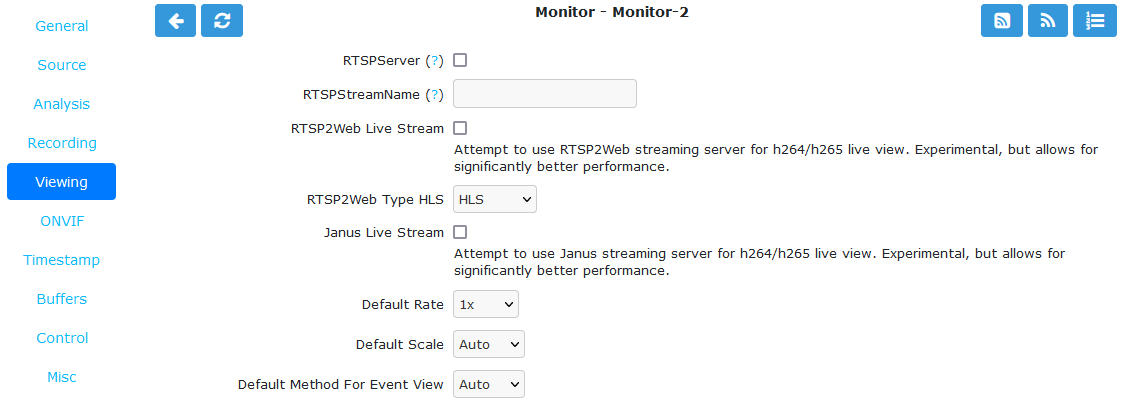 Monitor - Monitor-2
General
Source
Analysis
Recording
Viewing
ONVIF
Timestamp
Buffers
Control
Misc
RTSPServer (?)
RTSPStreamName (?)
RTSP2Web Live Stream
Attempt to use RTSP2Web streaming server for h264/h265 live view. Experimental, but allows for
significantly better performance.
RTSP2Web Type HLS HLS
Janus Live Stream
Attempt to use Janus streaming server for h264/h265 live view. Experimental, but allows for
significantly better performance.
Default Rate 1x
Default Scale Auto
Default Method For Event View Auto